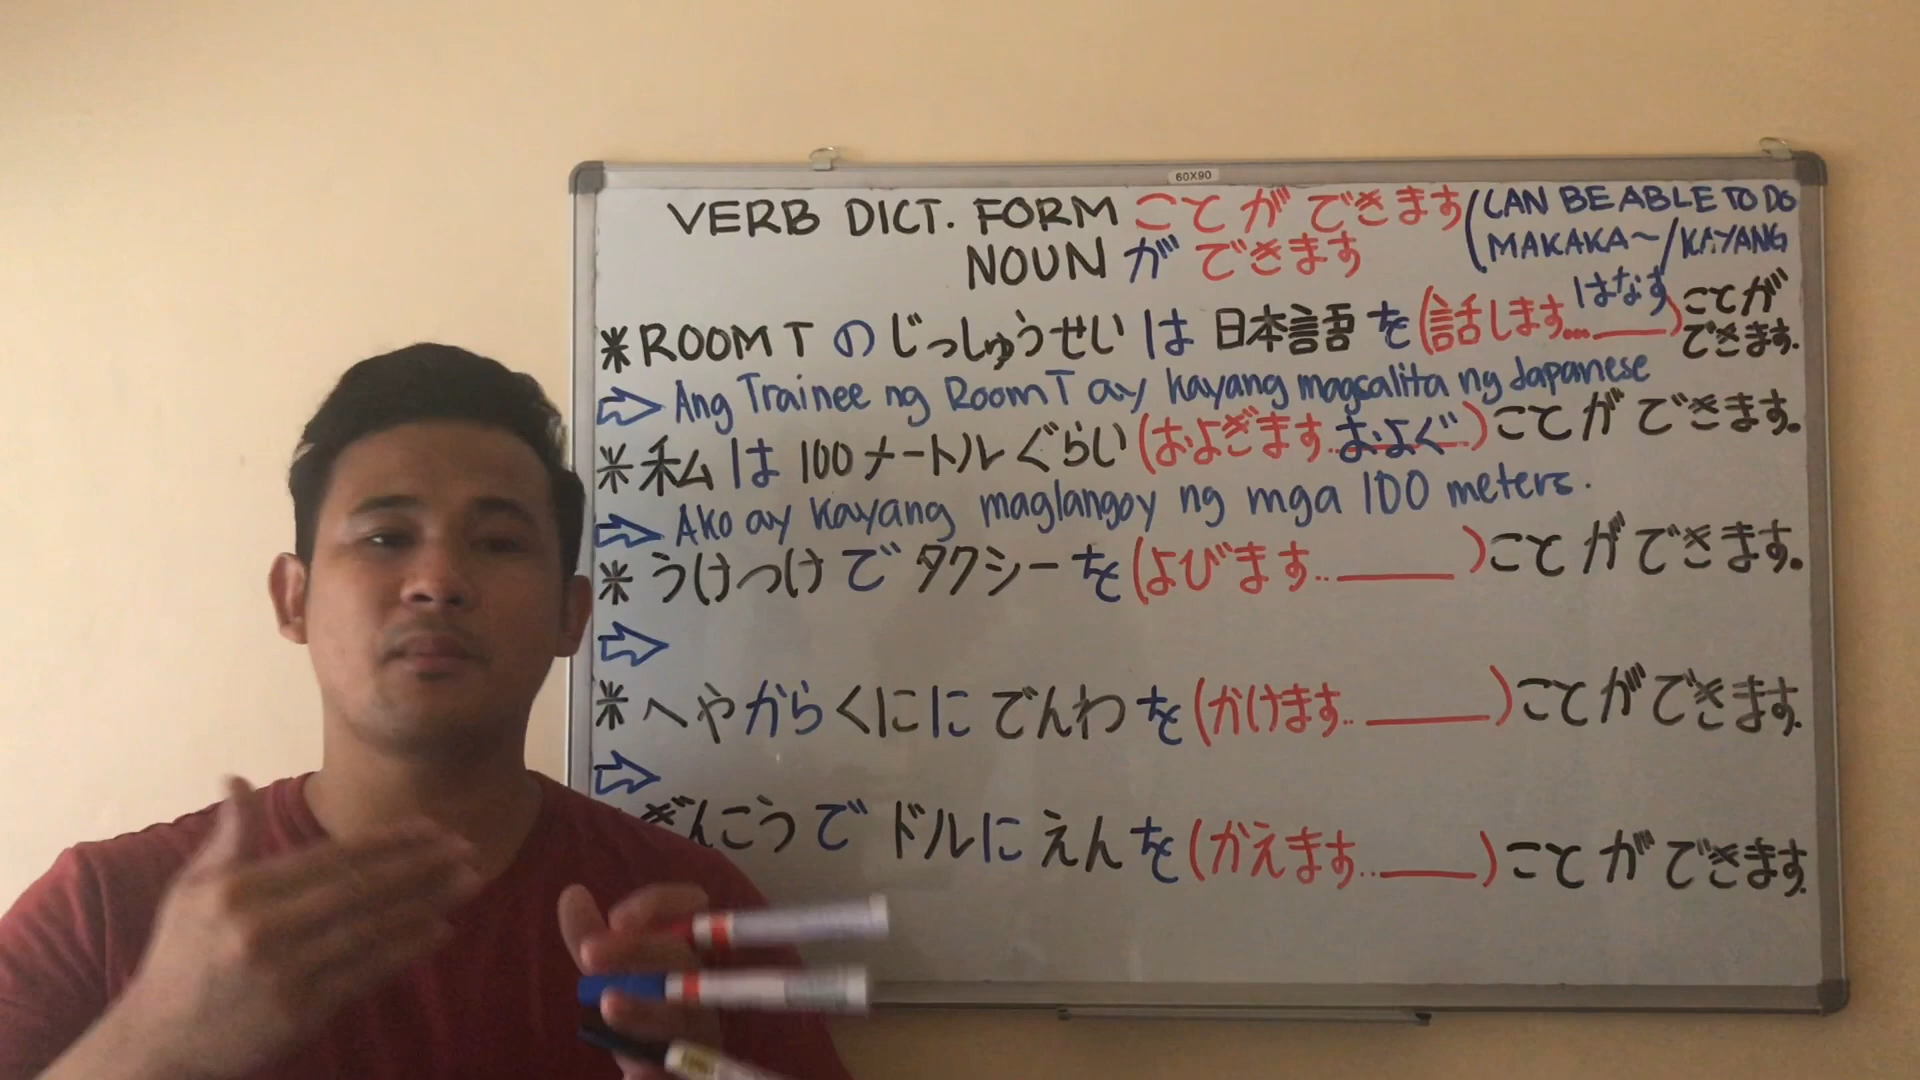 60X90
VERB DICT. FORM ことができます (CAN BE ABLE TO DO
NOUN が できます MAKAKA~/KAYANG
はなす
*ROOM T のじっしゅうせいは 日本語を(話します...____)ことができます.
⇨ Ang Trainee ng Room T ay kayang magsalita ng Japanese
*私は100メートルぐらい(およぎます..およぐ)ことができます。
⇨ Ako ay kayang maglangoy ng mga 100 meters.
*うけつけでタクシーを(よびます..____)ことができます。
⇨
*へやからくににでんわを(かけます..____)ことができます.
⇨
ぎんこうでドルにえんを(かえます..____)ことができます.